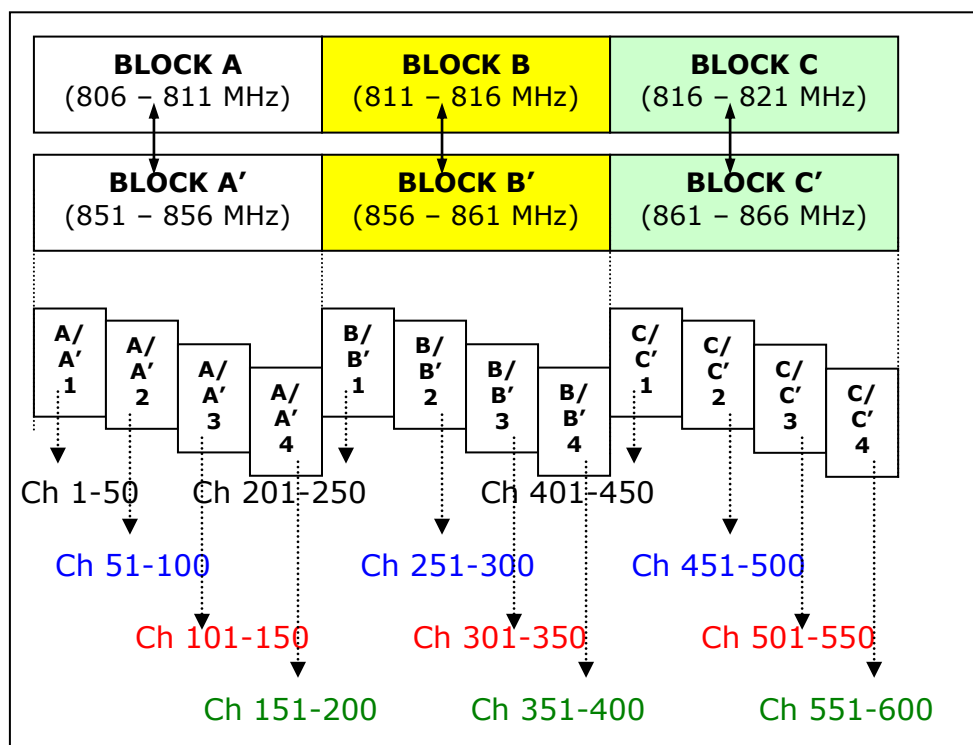 BLOCK A
(806 – 811 MHz)
BLOCK B
(811 – 816 MHz)
BLOCK C
(816 – 821 MHz)
BLOCK A’
(851 – 856 MHz)
BLOCK B’
(856 – 861 MHz)
BLOCK C’
(861 – 866 MHz)
A/
A’
1
A/
A’
2
A/
A’
3
A/
A’
4
B/
B’
1
B/
B’
2
B/
B’
3
B/
B’
4
C/
C’
1
C/
C’
2
C/
C’
3
C/
C’
4
Ch 1-50
Ch 201-250
Ch 401-450
Ch 51-100
Ch 251-300
Ch 451-500
Ch 101-150
Ch 301-350
Ch 501-550
Ch 151-200
Ch 351-400
Ch 551-600